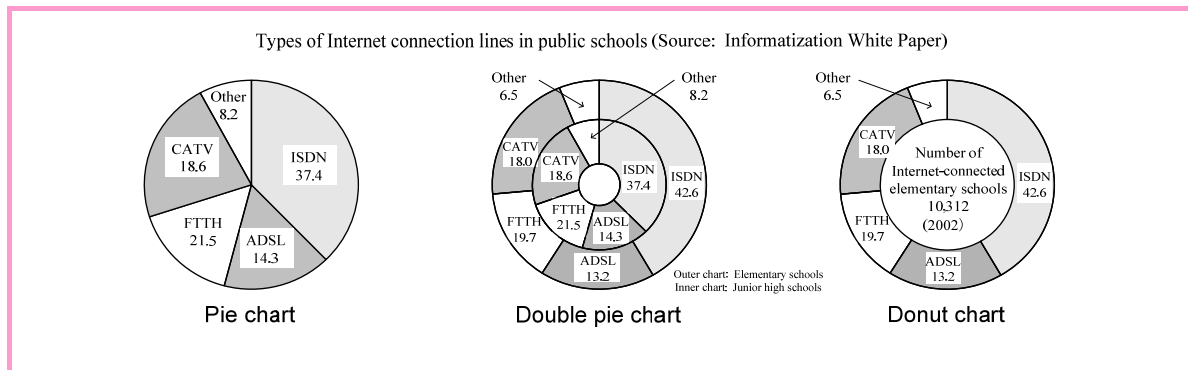 Types of Internet connection lines in public schools (Source: Informatization White Paper)
Other
8.2
CATV
18.6
ISDN
37.4
FTTH
21.5
ADSL
14.3
Pie chart
Other
6.5
Other
8.2
CATV
18.0
CATV
18.6
ISDN
37.4
ISDN
42.6
FTTH
19.7
FTTH
21.5
ADSL
14.3
ADSL
13.2
Outer chart: Elementary schools
Inner chart: Junior high schools
Double pie chart
Other
6.5
CATV
18.0
Number of
Internet-connected
elementary schools
10,312
(2002)
ISDN
42.6
FTTH
19.7
ADSL
13.2
Donut chart